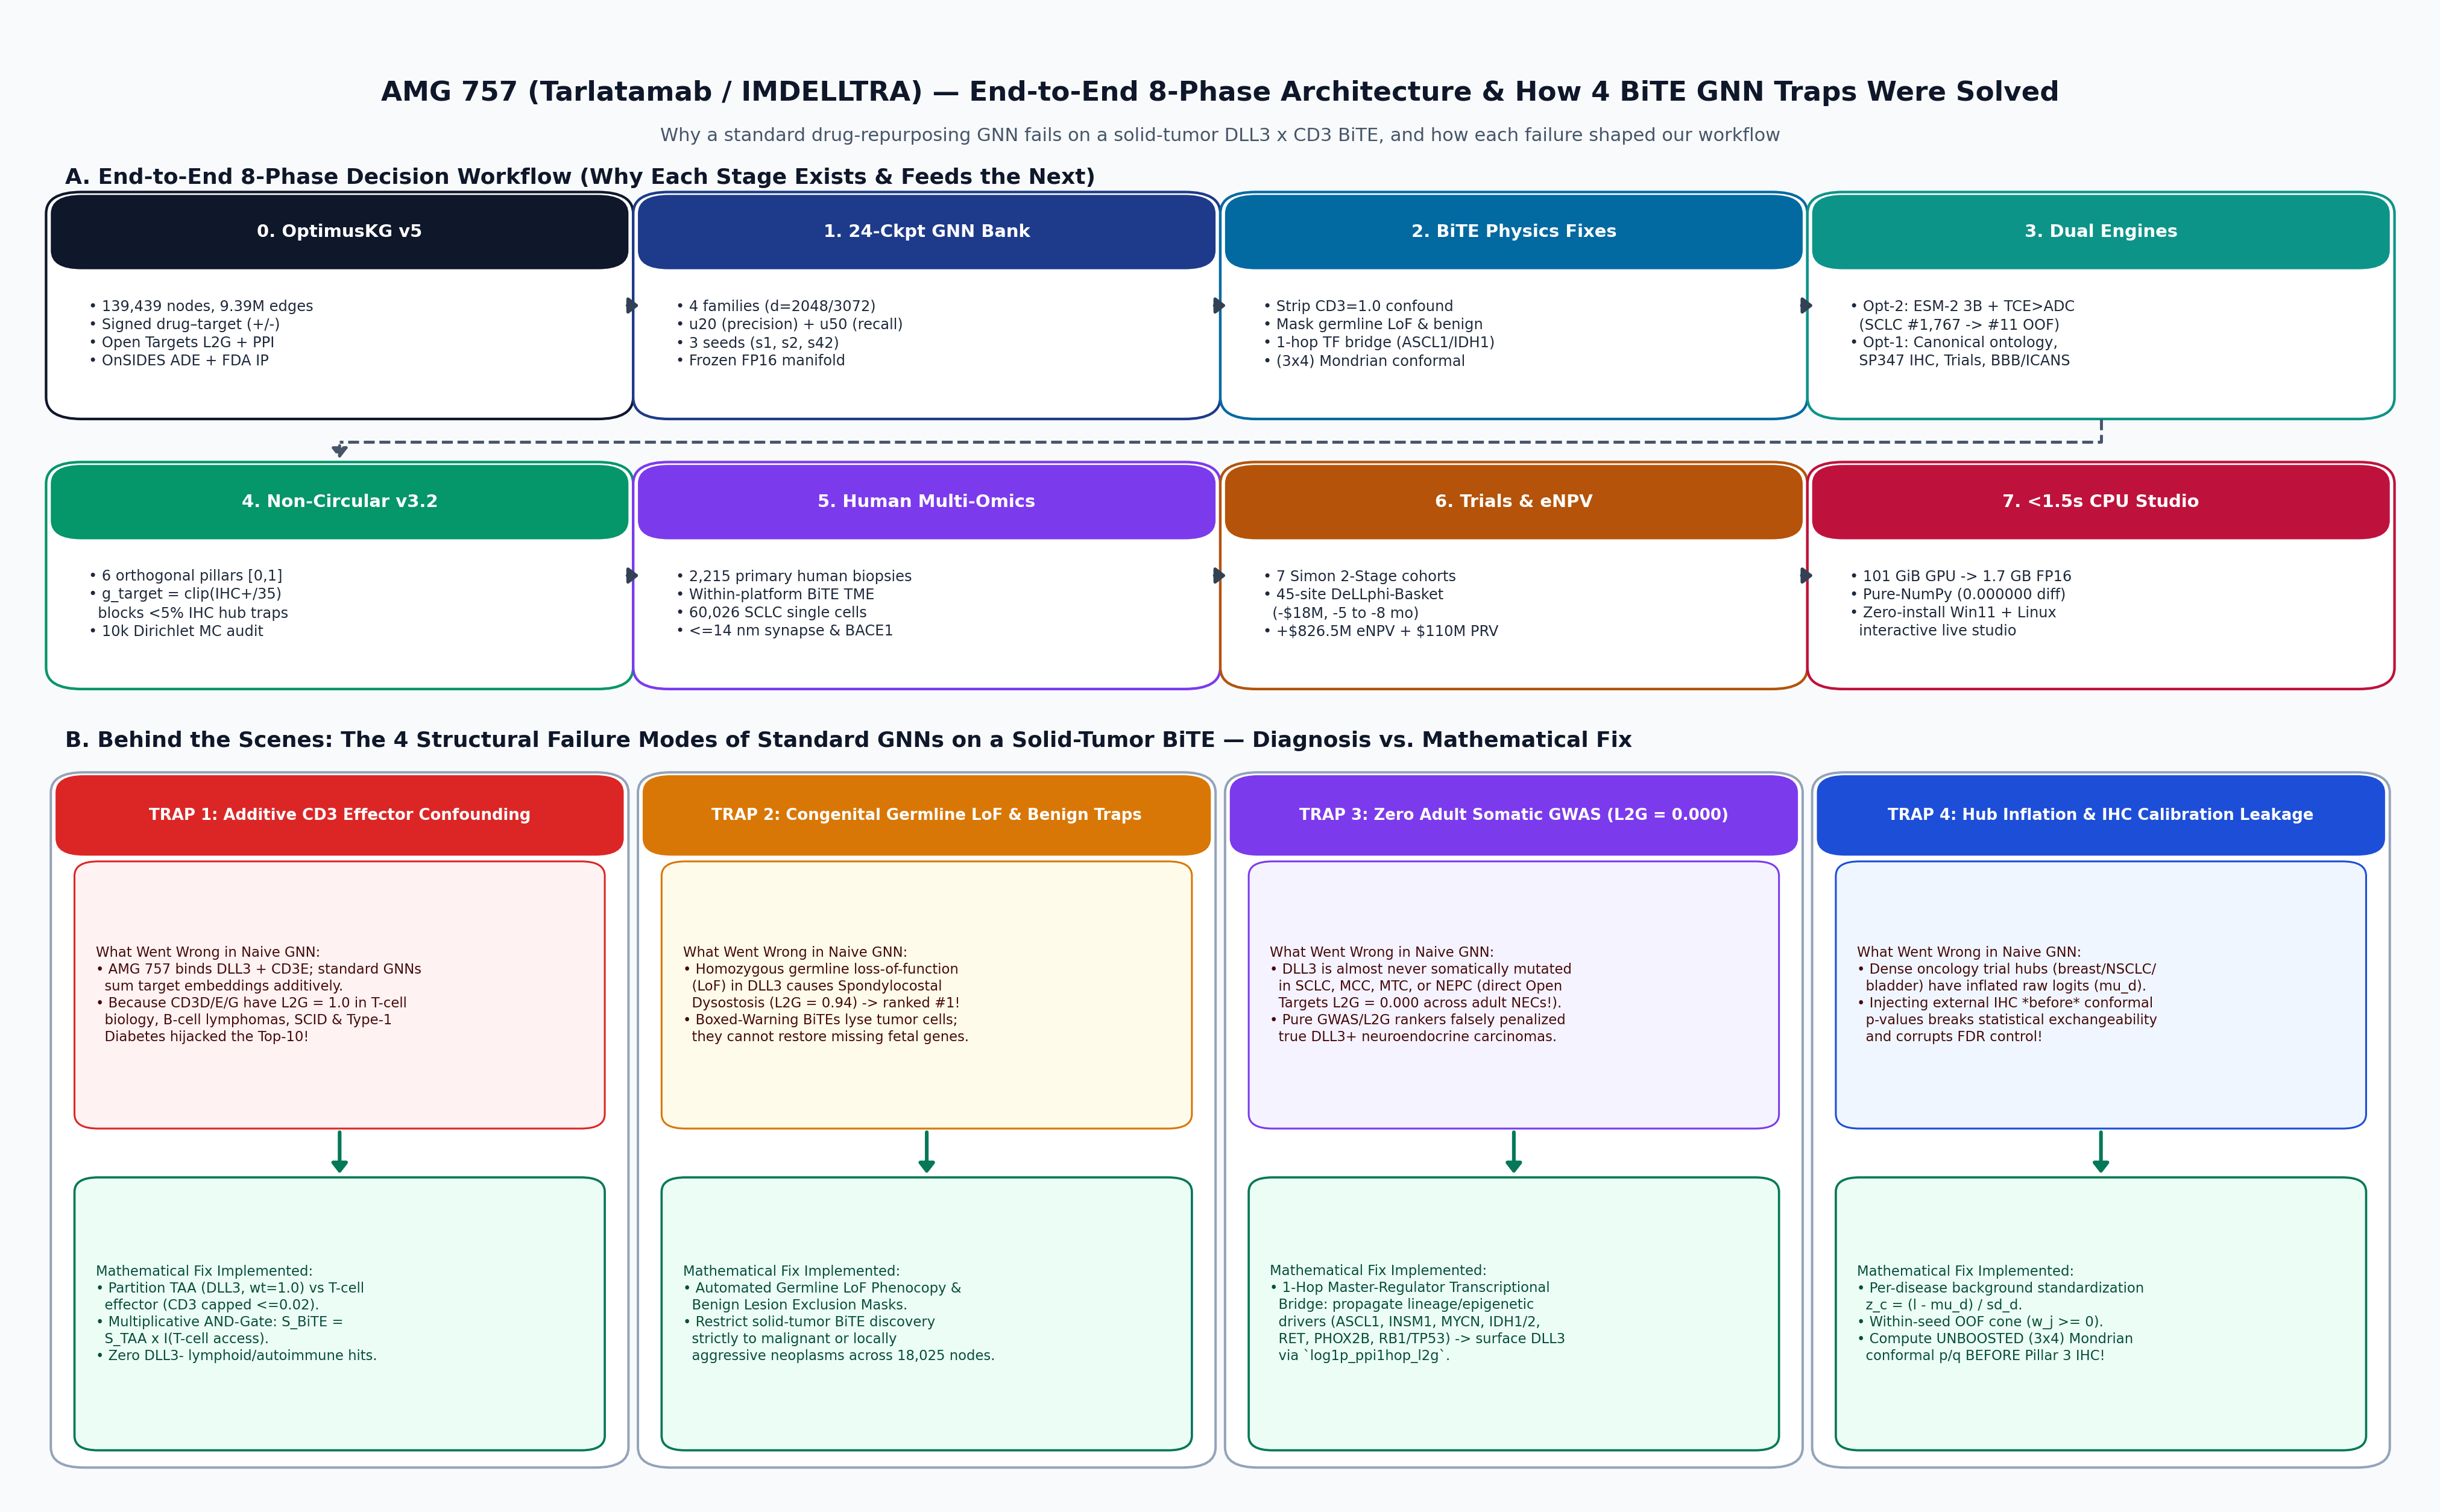 AMG 757 (Tarlatamab / IMDELLTRA) — End-to-End 8-Phase Architecture & How 4 BiTE GNN Traps Were Solved
Why a standard drug-repurposing GNN fails on a solid-tumor DLL3 x CD3 BiTE, and how each failure shaped our workflow
A. End-to-End 8-Phase Decision Workflow (Why Each Stage Exists & Feeds the Next)
0. OptimusKG v5
• 139,439 nodes, 9.39M edges
• Signed drug–target (+/-)
• Open Targets L2G + PPI
• OnSIDES ADE + FDA IP
1. 24-Ckpt GNN Bank
• 4 families (d=2048/3072)
• u20 (precision) + u50 (recall)
• 3 seeds (s1, s2, s42)
• Frozen FP16 manifold
2. BiTE Physics Fixes
• Strip CD3=1.0 confound
• Mask germline LoF & benign
• 1-hop TF bridge (ASCL1/IDH1)
• (3x4) Mondrian conformal
3. Dual Engines
• Opt-2: ESM-2 3B + TCE>ADC
(SCLC #1,767 -> #11 OOF)
• Opt-1: Canonical ontology,
SP347 IHC, Trials, BBB/ICANS
4. Non-Circular v3.2
• 6 orthogonal pillars [0,1]
• g_target = clip(IHC+/35)
blocks <5% IHC hub traps
• 10k Dirichlet MC audit
5. Human Multi-Omics
• 2,215 primary human biopsies
• Within-platform BiTE TME
• 60,026 SCLC single cells
• <=14 nm synapse & BACE1
6. Trials & eNPV
• 7 Simon 2-Stage cohorts
• 45-site DeLLphi-Basket
(-$18M, -5 to -8 mo)
• +$826.5M eNPV + $110M PRV
7. <1.5s CPU Studio
• 101 GiB GPU -> 1.7 GB FP16
• Pure-NumPy (0.000000 diff)
• Zero-install Win11 + Linux
interactive live studio
B. Behind the Scenes: The 4 Structural Failure Modes of Standard GNNs on a Solid-Tumor BiTE — Diagnosis vs. Mathematical Fix
TRAP 1: Additive CD3 Effector Confounding
What Went Wrong in Naive GNN:
• AMG 757 binds DLL3 + CD3E; standard GNNs
sum target embeddings additively.
• Because CD3D/E/G have L2G = 1.0 in T-cell
biology, B-cell lymphomas, SCID & Type-1
Diabetes hijacked the Top-10!
Mathematical Fix Implemented:
• Partition TAA (DLL3, wt=1.0) vs T-cell
effector (CD3 capped <=0.02).
• Multiplicative AND-Gate: S_BiTE =
S_TAA x I(T-cell access).
• Zero DLL3- lymphoid/autoimmune hits.
TRAP 2: Congenital Germline LoF & Benign Traps
What Went Wrong in Naive GNN:
• Homozygous germline loss-of-function
(LoF) in DLL3 causes Spondylocostal
Dysostosis (L2G = 0.94) -> ranked #1!
• Boxed-Warning BiTEs lyse tumor cells;
they cannot restore missing fetal genes.
Mathematical Fix Implemented:
• Automated Germline LoF Phenocopy &
Benign Lesion Exclusion Masks.
• Restrict solid-tumor BiTE discovery
strictly to malignant or locally
aggressive neoplasms across 18,025 nodes.
TRAP 3: Zero Adult Somatic GWAS (L2G = 0.000)
What Went Wrong in Naive GNN:
• DLL3 is almost never somatically mutated
in SCLC, MCC, MTC, or NEPC (direct Open
Targets L2G = 0.000 across adult NECs!).
• Pure GWAS/L2G rankers falsely penalized
true DLL3+ neuroendocrine carcinomas.
Mathematical Fix Implemented:
• 1-Hop Master-Regulator Transcriptional
Bridge: propagate lineage/epigenetic
drivers (ASCL1, INSM1, MYCN, IDH1/2,
RET, PHOX2B, RB1/TP53) -> surface DLL3
via `log1p_ppi1hop_l2g`.
TRAP 4: Hub Inflation & IHC Calibration Leakage
What Went Wrong in Naive GNN:
• Dense oncology trial hubs (breast/NSCLC/
bladder) have inflated raw logits (mu_d).
• Injecting external IHC *before* conformal
p-values breaks statistical exchangeability
and corrupts FDR control!
Mathematical Fix Implemented:
• Per-disease background standardization
z_c = (l - mu_d) / sd_d.
• Within-seed OOF cone (w_j >= 0).
• Compute UNBOOSTED (3x4) Mondrian
conformal p/q BEFORE Pillar 3 IHC!